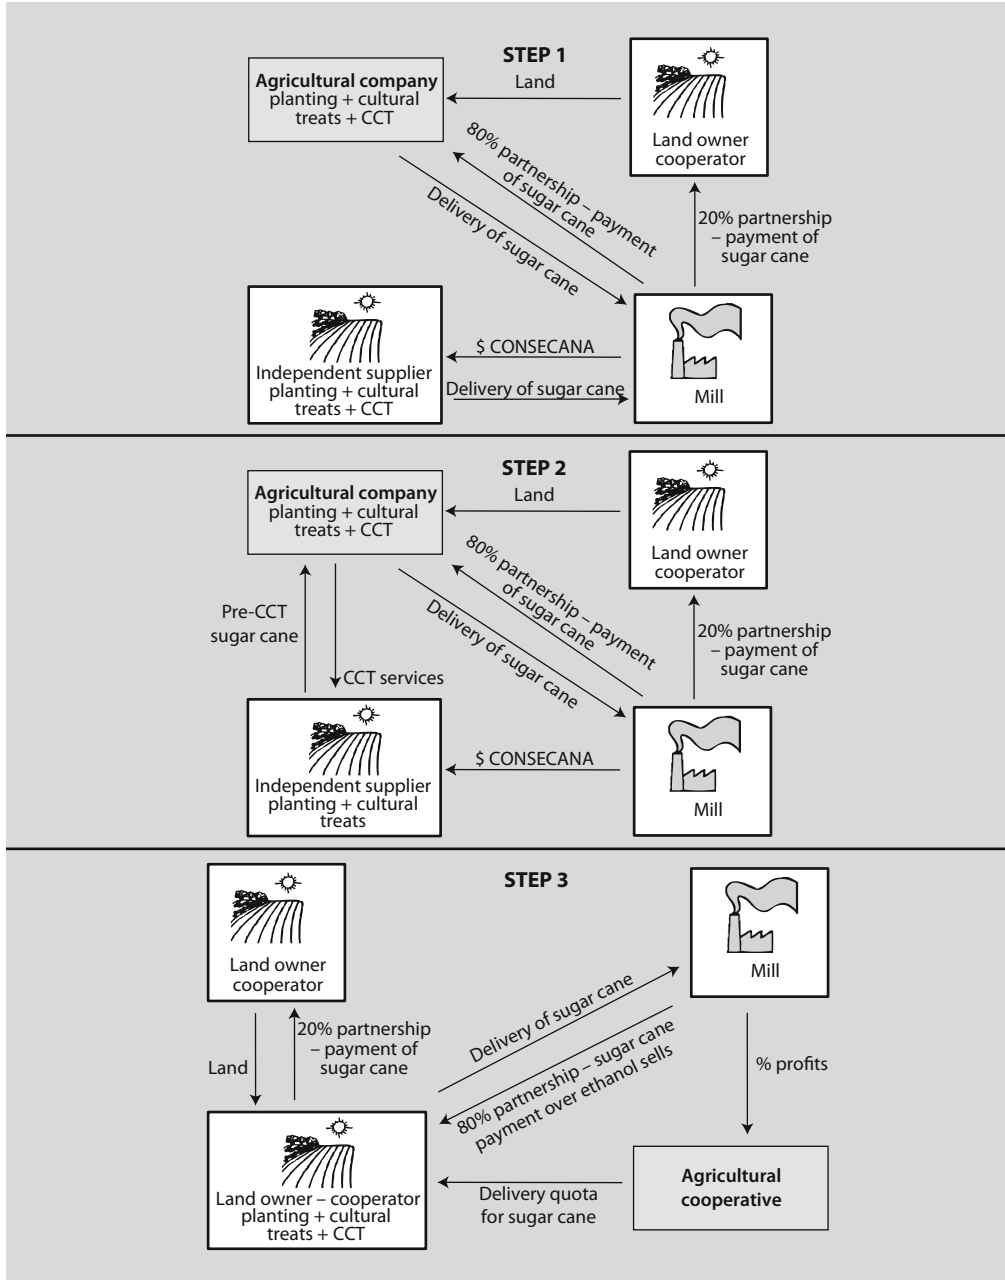 STEP 1
Agricultural company
planting + cultural
treats + CCT
Land
Land owner
cooperator
80% partnership – payment
of sugar cane
Delivery of sugar cane
20% partnership
– payment of
sugar cane
Independent supplier
planting + cultural
treats + CCT
$ CONSECANA
Delivery of sugar cane
Mill
STEP 2
Agricultural company
planting + cultural
treats + CCT
Land
Land owner
cooperator
80% partnership – payment
of sugar cane
Delivery of sugar cane
Pre-CCT
sugar cane
CCT services
20% partnership
– payment of
sugar cane
Independent supplier
planting + cultural
treats
$ CONSECANA
Mill
STEP 3
Land owner
cooperator
Mill
Land
20% partnership
– payment of
sugar cane
Delivery of sugar cane
80% partnership – sugar cane
payment over ethanol sells
% profits
Land owner – cooperator
planting + cultural
treats + CCT
Delivery quota
for sugar cane
Agricultural
cooperative